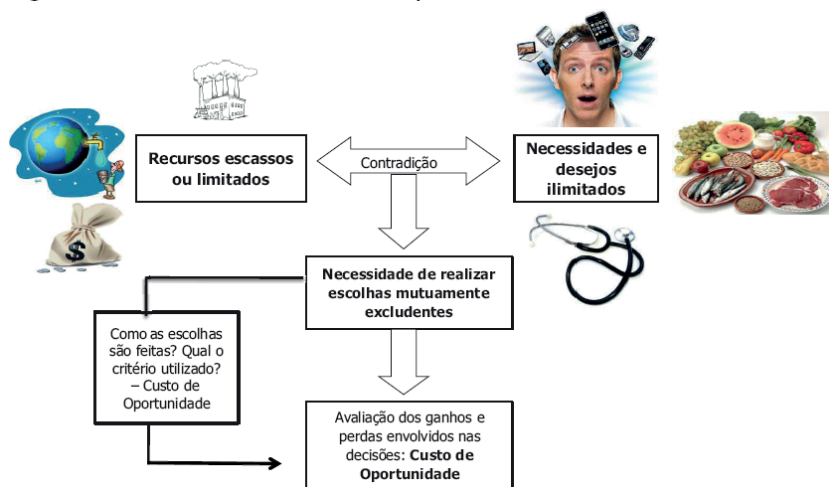 Recursos escassos
ou limitados
Contradição
Necessidades e
desejos
ilimitados
$
Necessidade de realizar
escolhas mutuamente
excludentes
Como as escolhas
são feitas? Qual o
critério utilizado?
– Custo de
Oportunidade
Avaliação dos ganhos e
perdas envolvidos nas
decisões: Custo de
Oportunidade